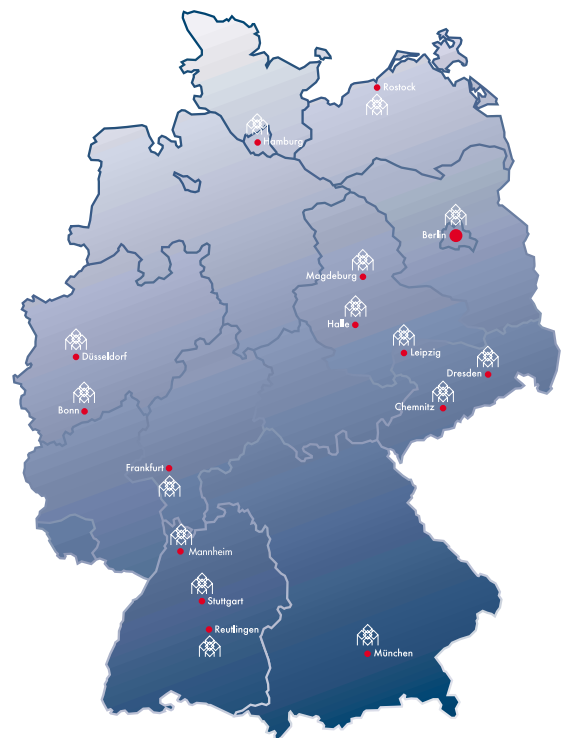 Rostock
Hamburg
Berlin
Magdeburg
Halle
Leipzig
Düsseldorf
Dresden
Bonn
Chemnitz
Frankfurt
Mannheim
Stuttgart
Reutlingen
München